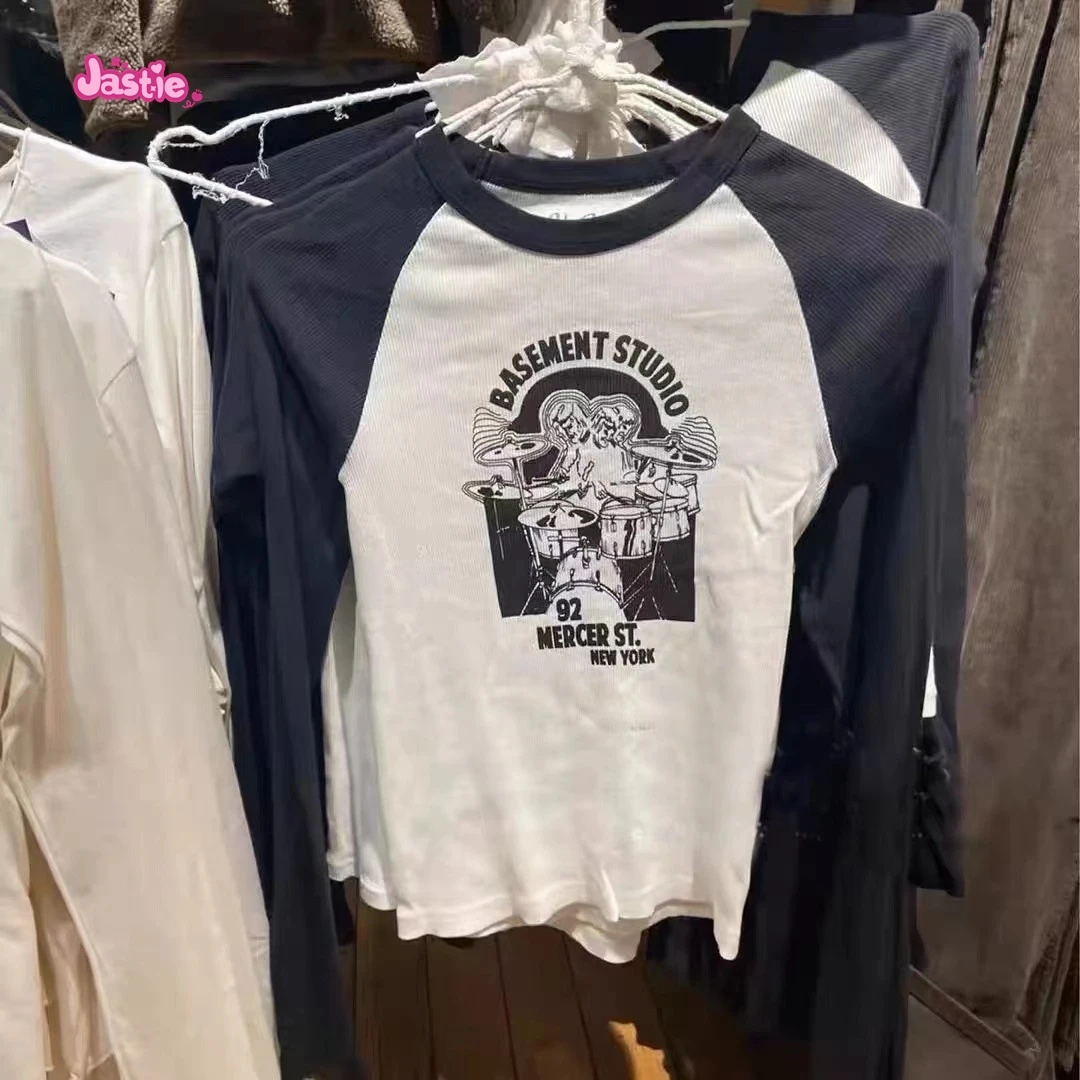 Jastie
BASEMENT STUDIO
92
MERCER ST.
NEW YORK